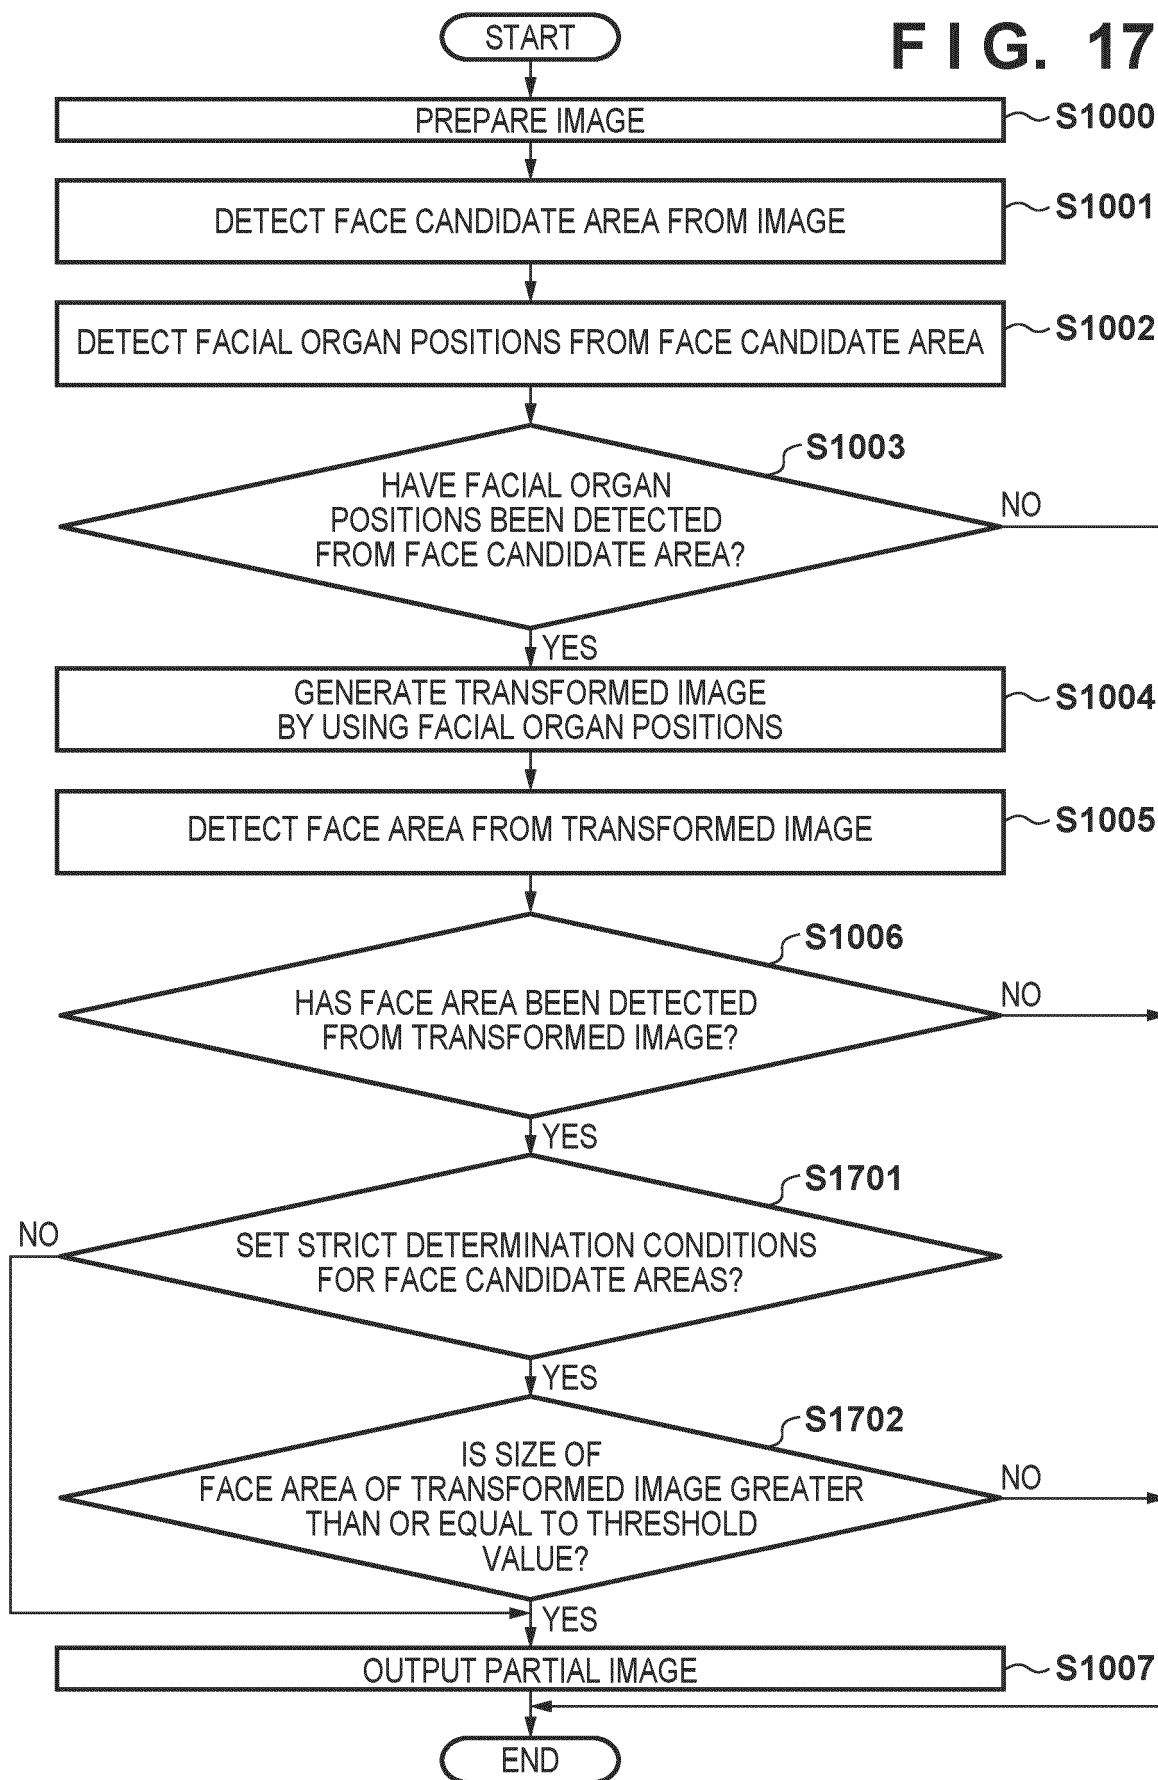 START
F I G. 17
PREPARE IMAGE
S1000
DETECT FACE CANDIDATE AREA FROM IMAGE
S1001
DETECT FACIAL ORGAN POSITIONS FROM FACE CANDIDATE AREA
S1002
S1003
HAVE FACIAL ORGAN
POSITIONS BEEN DETECTED
FROM FACE CANDIDATE AREA?
NO
YES
GENERATE TRANSFORMED IMAGE
BY USING FACIAL ORGAN POSITIONS
S1004
DETECT FACE AREA FROM TRANSFORMED IMAGE
S1005
S1006
HAS FACE AREA BEEN DETECTED
FROM TRANSFORMED IMAGE?
NO
YES
S1701
NO
SET STRICT DETERMINATION CONDITIONS
FOR FACE CANDIDATE AREAS?
YES
S1702
IS SIZE OF
FACE AREA OF TRANSFORMED IMAGE GREATER
THAN OR EQUAL TO THRESHOLD
VALUE?
NO
YES
OUTPUT PARTIAL IMAGE
S1007
END